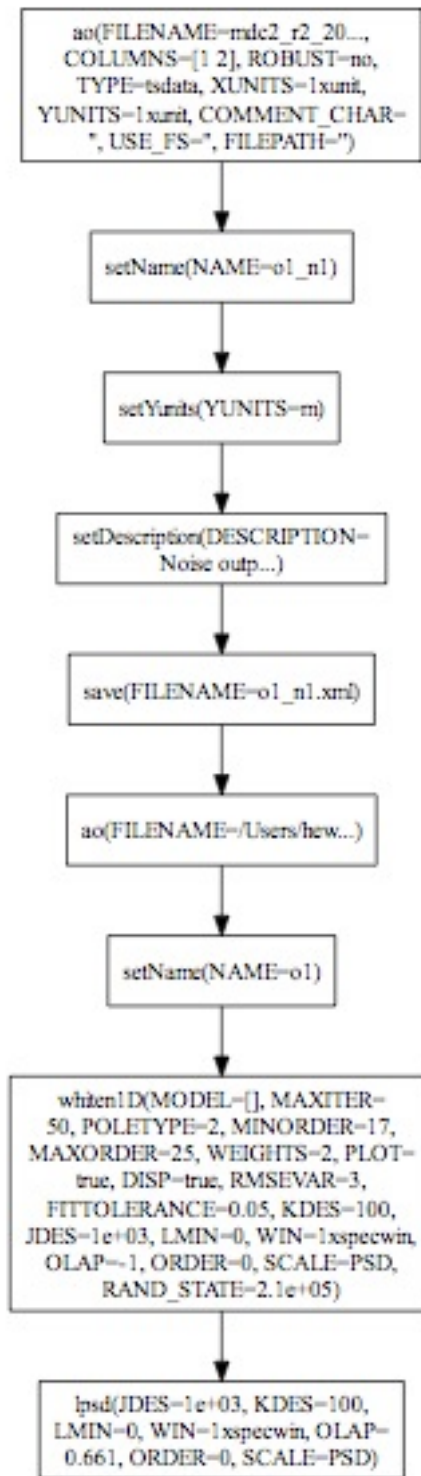 ao(FILENAME=mdc2_r2_20...,
COLUMNS=[1 2], ROBUST=no,
TYPE=tsdata, XUNITS=1xunit,
YUNITS=1xunit, COMMENT_CHAR=
'', USE_FS='', FILEPATH='')
setName(NAME=o1_n1)
setYunits(YUNITS=m)
setDescription(DESCRIPTION=
Noise outp...)
save(FILENAME=o1_n1.xml)
ao(FILENAME=/Users/hew...)
setName(NAME=o1)
whiten1D(MODEL=[], MAXITER=
50, POLETYPE=2, MINORDER=17,
MAXORDER=25, WEIGHTS=2, PLOT=
true, DISP=true, RMSEVAR=3,
FITTOLERANCE=0.05, KDES=100,
JDES=1e+03, LMIN=0, WIN=1xspecwin,
OLAP=-1, ORDER=0, SCALE=PSD,
RAND_STATE=2.1e+05)
lpsd(JDES=1e+03, KDES=100,
LMIN=0, WIN=1xspecwin, OLAP=
0.661, ORDER=0, SCALE=PSD)